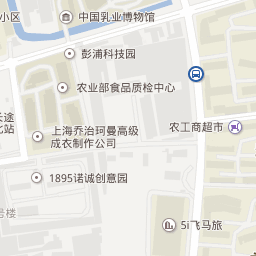 中国乳业博物馆
小区
彭浦科技园
农业部食品质检中心
长途
北站
农工商超市
上海乔治珂曼高级
成衣制作公司
1895诺诚创意园
号楼
5i飞马旅